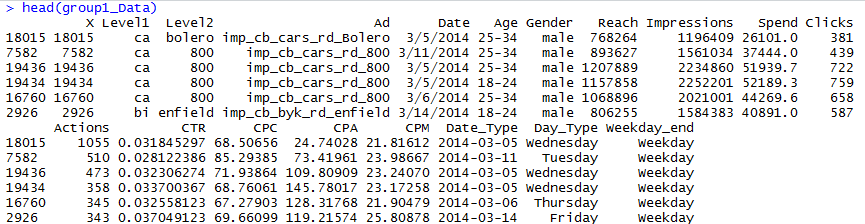 > head(group1_Data)
X Level1 Level2 Ad Date Age Gender Reach Impressions Spend Clicks
18015 18015 ca bolero imp_cb_cars_rd_Bolero 3/5/2014 25-34 male 768264 1196409 26101.0 381
7582 7582 ca 800 imp_cb_cars_rd_800 3/11/2014 25-34 male 893627 1561034 37444.0 439
19436 19436 ca 800 imp_cb_cars_rd_800 3/5/2014 25-34 male 1207889 2234860 51939.7 722
19434 19434 ca 800 imp_cb_cars_rd_800 3/5/2014 18-24 male 1157858 2252201 52189.3 759
16760 16760 ca 800 imp_cb_cars_rd_800 3/6/2014 25-34 male 1068896 2021001 44269.6 658
2926 2926 bi enfield imp_cb_byk_rd_enfield 3/14/2014 18-24 male 806255 1584383 40891.0 587
Actions CTR CPC CPA CPM Date_Type Day_Type Weekday_end
18015 1055 0.031845297 68.50656 24.74028 21.81612 2014-03-05 Wednesday Weekday
7582 510 0.028122386 85.29385 73.41961 23.98667 2014-03-11 Tuesday Weekday
19436 473 0.032306274 71.93864 109.80909 23.24070 2014-03-05 Wednesday Weekday
19434 358 0.033700367 68.76061 145.78017 23.17258 2014-03-05 Wednesday Weekday
16760 345 0.032558123 67.27903 128.31768 21.90479 2014-03-06 Thursday Weekday
2926 343 0.037049123 69.66099 119.21574 25.80878 2014-03-14 Friday Weekday